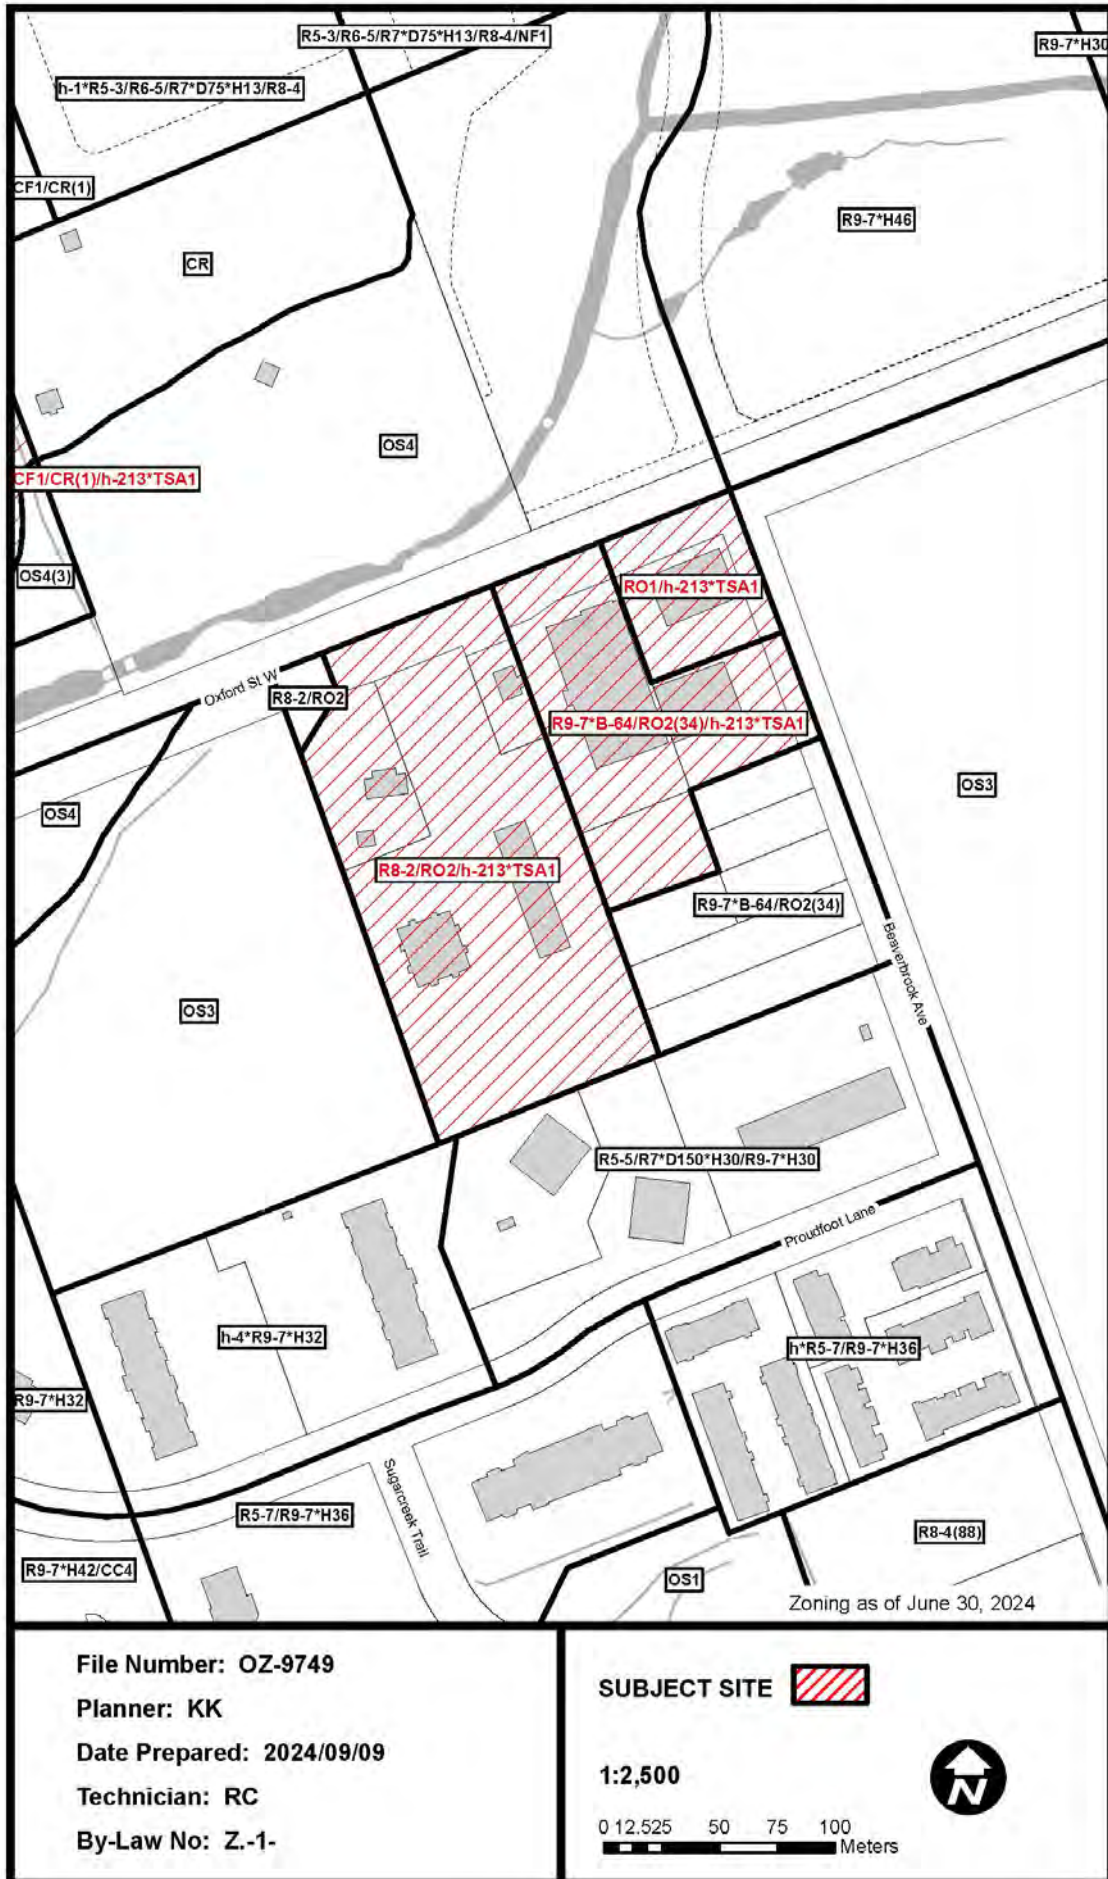 R5-3/R6-5/R7*D75*H13/R8-4/NF1
R9-7*H30
h-1*R5-3/R6-5/R7*D75*H13/R8-4
CF1/CR(1)
R9-7*H46
CR
OS4
CF1/CR(1)/h-213*TSA1
OS4(3)
RO1/h-213*TSA1
Oxford St W
R8-2/RO2
R9-7*B-64/RO2(34)/h-213*TSA1
OS3
OS4
R8-2/RO2/h-213*TSA1
R9-7*B-64/RO2(34)
Beaverbrook Ave
OS3
R5-5/R7*D150*H30/R9-7*H30
Proudfoot Lane
h-4*R9-7*H32
h*R5-7/R9-7*H36
R9-7*H32
Sugarcreek Trail
R5-7/R9-7*H36
R8-4(88)
R9-7*H42/CC4
OS1
Zoning as of June 30, 2024
File Number: OZ-9749
Planner: KK
Date Prepared: 2024/09/09
Technician: RC
By-Law No: Z.-1-
SUBJECT SITE
1:2,500
N
0 12.525 50 75 100
Meters